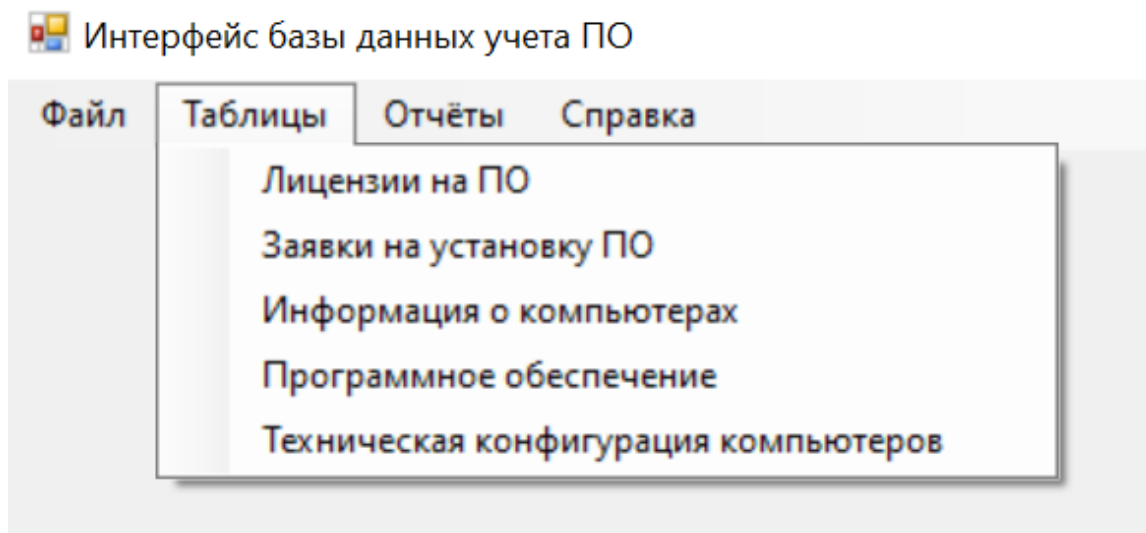 Интерфейс базы данных учета ПО
Файл Таблицы Отчёты Справка
Лицензии на ПО
Заявки на установку ПО
Информация о компьютерах
Программное обеспечение
Техническая конфигурация компьютеров